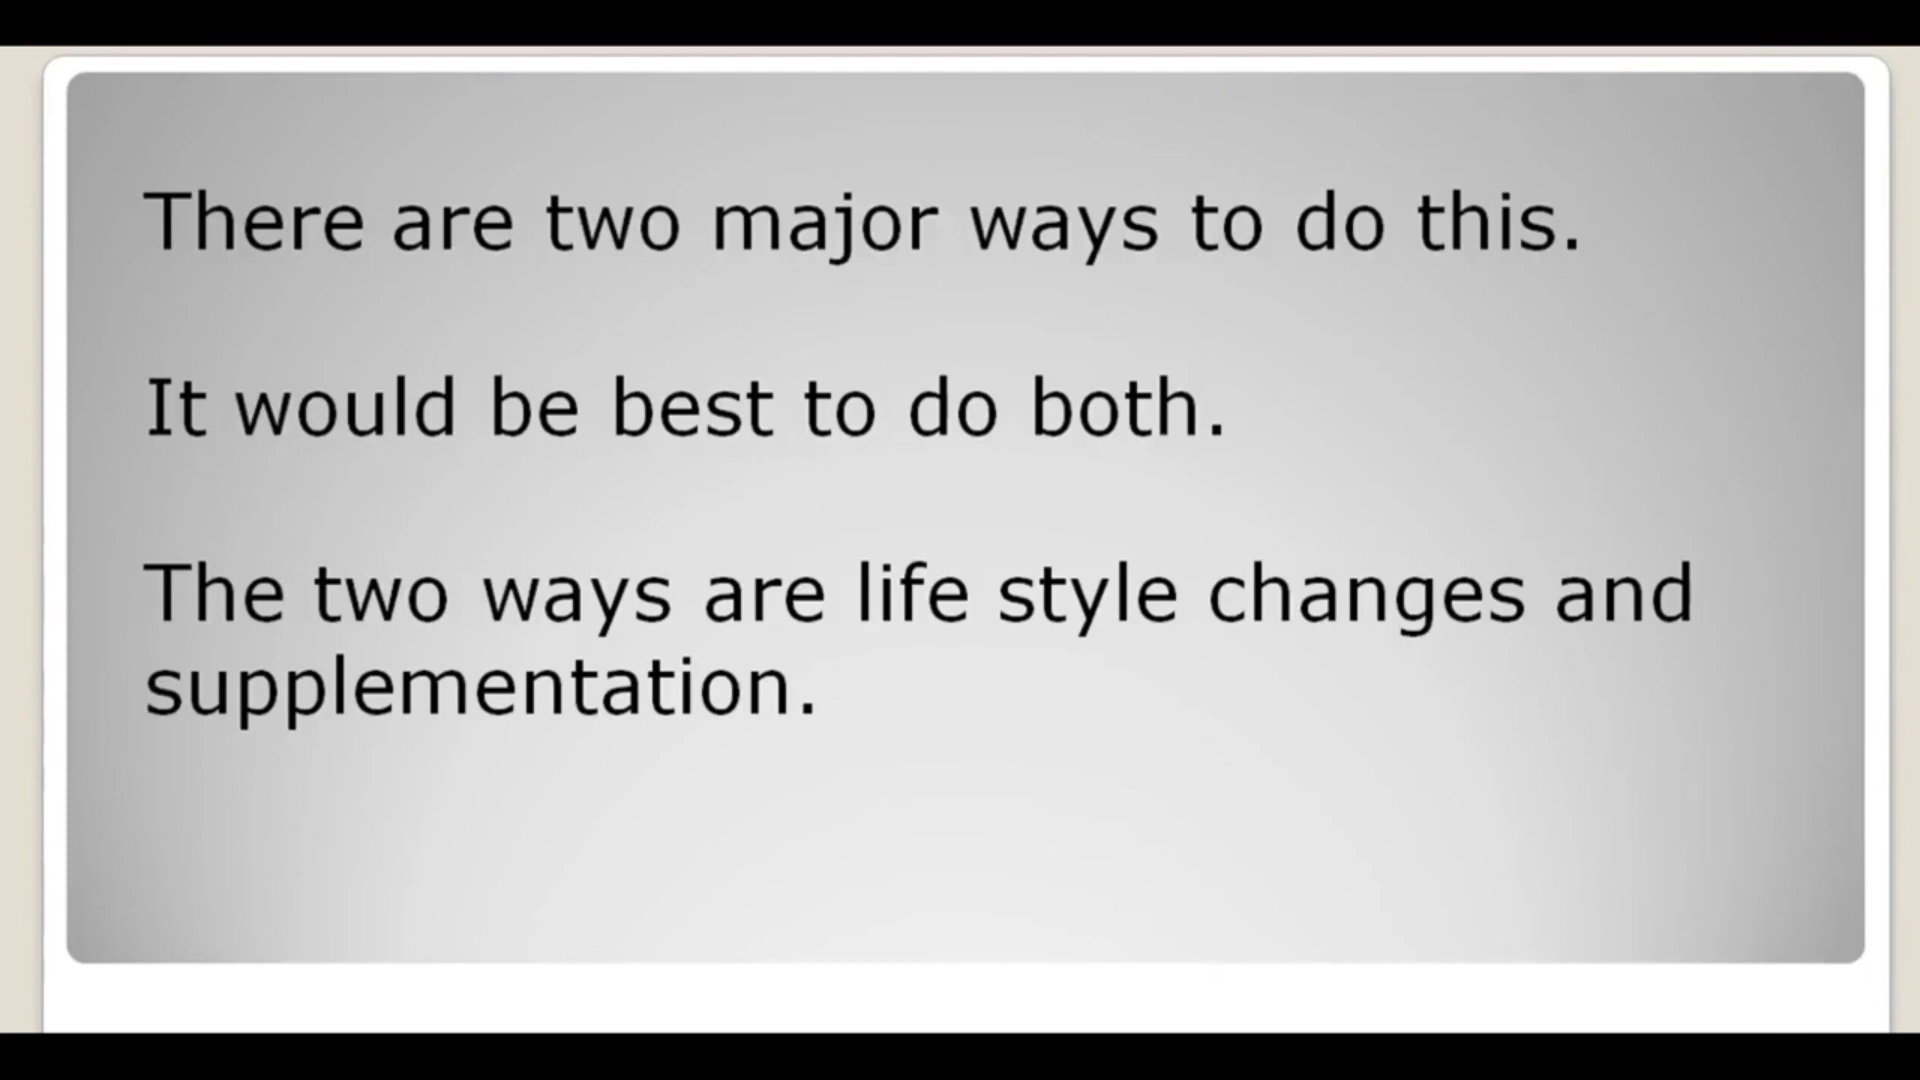 There are two major ways to do this.
It would be best to do both.
The two ways are life style changes and
supplementation.